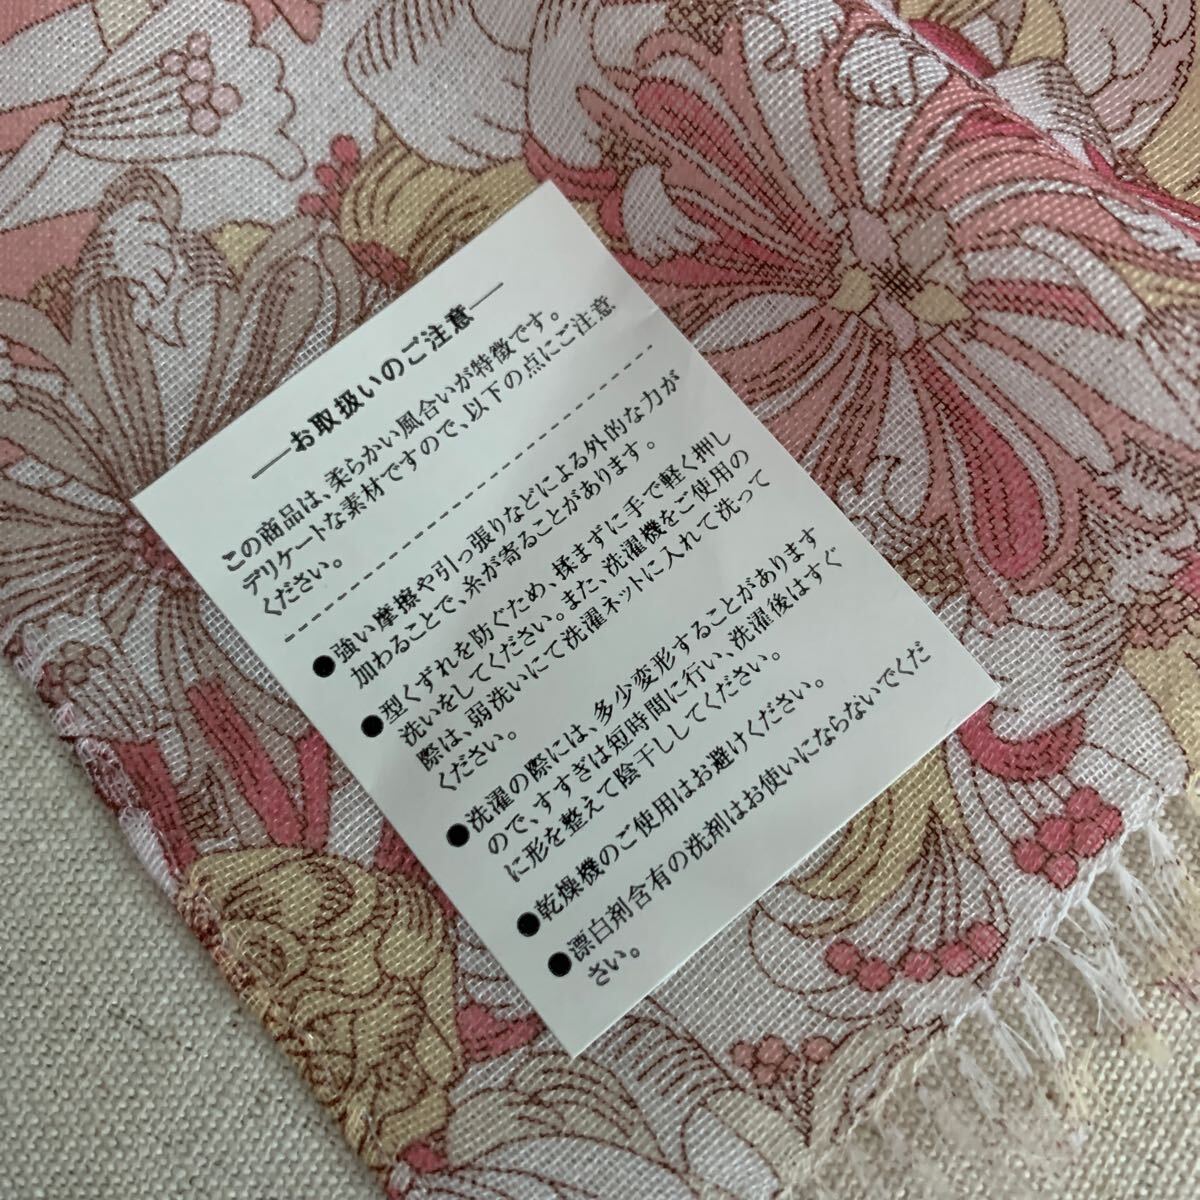 お取扱いのご注意
この商品は、柔らかい風合いが特徴です。
デリケートな素材ですので、以下の点にご注意
ください。
●強い摩擦や引っ張りなどによる外的な力が
加わることで、糸が寄ることがあります。
●型くずれを防ぐため、揉まずに手で軽く押し
洗いをしてください。また、洗濯機をご使用の
際は、弱洗いにて洗濯ネットに入れて洗って
ください。
●洗濯の際には、多少変形することがあります
ので、すすぎは短時間に行い、洗濯後はすぐ
に形を整えて陰干ししてください。
●乾燥機のご使用はお避けください。
●漂白剤含有の洗剤はお使いにならないでくだ
さい。